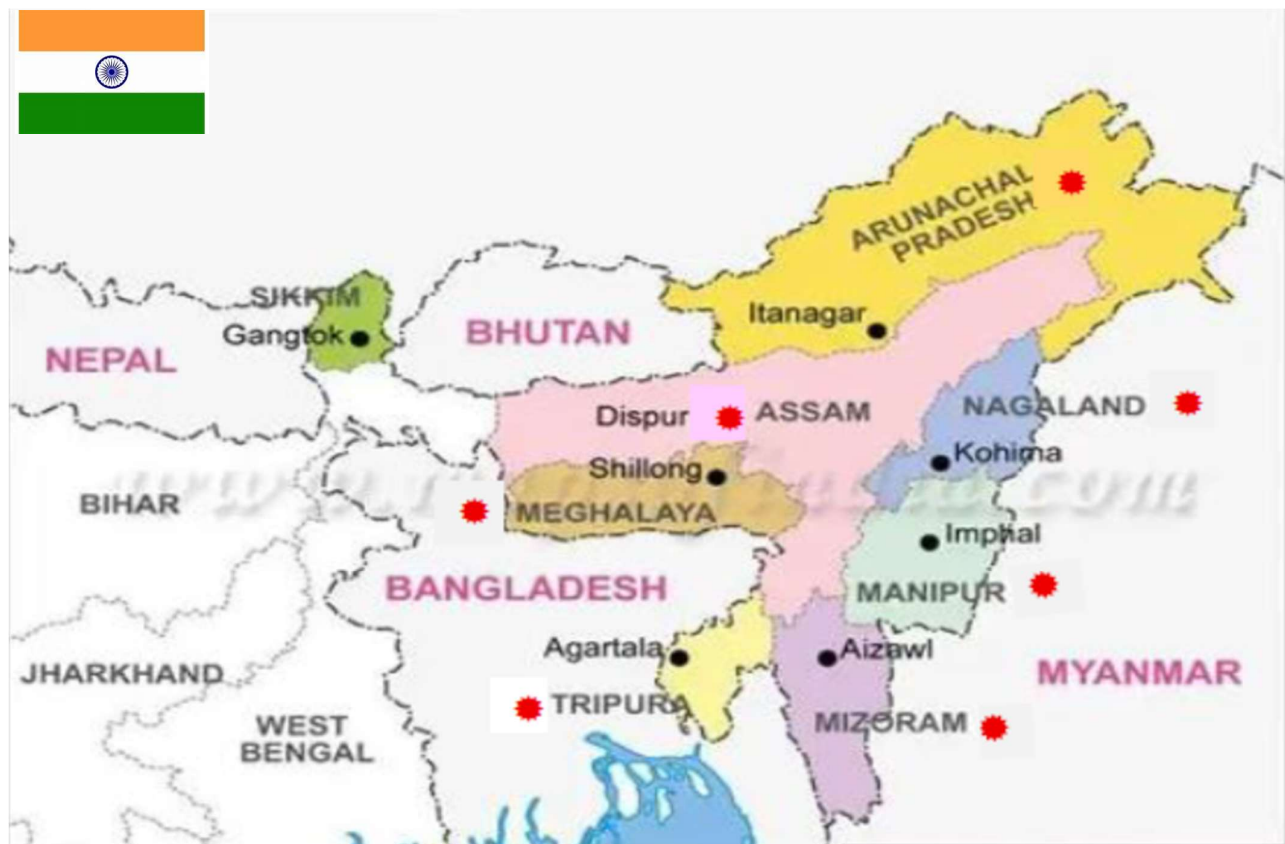 ARUNACHAL
PRADESH
SIKKIM
Itanagar
Gangtok
BHUTAN
NEPAL
Dispur
ASSAM
NAGALAND
Kohima
Shillong
BIHAR
MEGHALAYA
Imphal
BANGLADESH
MANIPUR
Agartala
Aizawl
JHARKHAND
MYANMAR
TRIPURA
MIZORAM
WEST
BENGAL